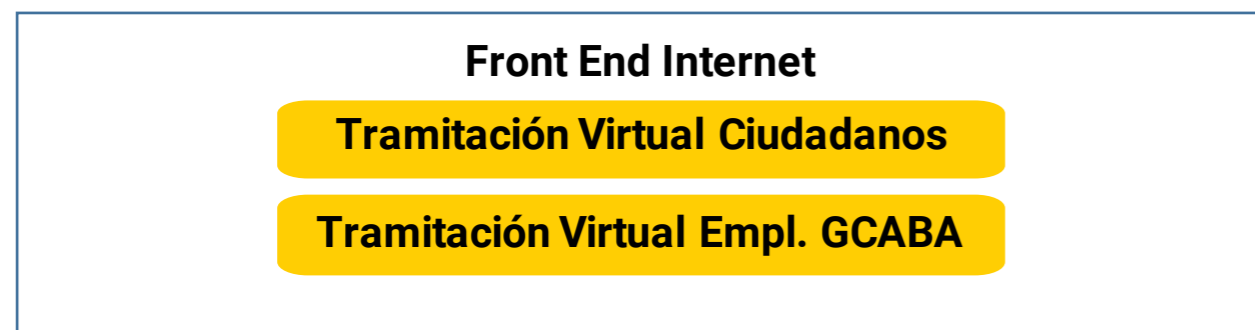 Front End Internet
Tramitación Virtual Ciudadanos
Tramitación Virtual Empl. GCABA